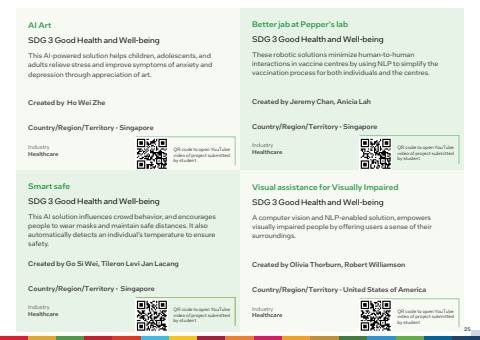 AI Art
SDG 3 Good Health and Well-being
This AI-powered solution helps children, adolescents, and
adults relieve stress and improve symptoms of anxiety and
depression through appreciation of art.
Created by Ho Wei Zhe
Country/Region/Territory - Singapore
Industry
Healthcare
QR code to open YouTube
video of project submitted
by student
Better jab at Pepper's lab
SDG 3 Good Health and Well-being
These robotic solutions minimize human-to-human
interactions in vaccine centres by using NLP to simplify the
vaccination process for both individuals and the centres.
Created by Jeremy Chan, Anicia Lah
Country/Region/Territory - Singapore
Industry
Healthcare
QR code to open YouTube
video of project submitted
by student
Smart safe
SDG 3 Good Health and Well-being
This AI solution influences crowd behavior, and encourages
people to wear masks and maintain safe distances. It also
automatically detects an individual's temperature to ensure
safety.
Created by Go Si Wei, Tileron Levi Jan Lacang
Country/Region/Territory - Singapore
Industry
Healthcare
QR code to open YouTube
video of project submitted
by student
Visual assistance for Visually Impaired
SDG 3 Good Health and Well-being
A computer vision and NLP-enabled solution, empowers
visually impaired people by offering users a sense of their
surroundings.
Created by Olivia Thorburn, Robert Williamson
Country/Region/Territory - United States of America
Industry
Healthcare
QR code to open YouTube
video of project submitted
by student
25